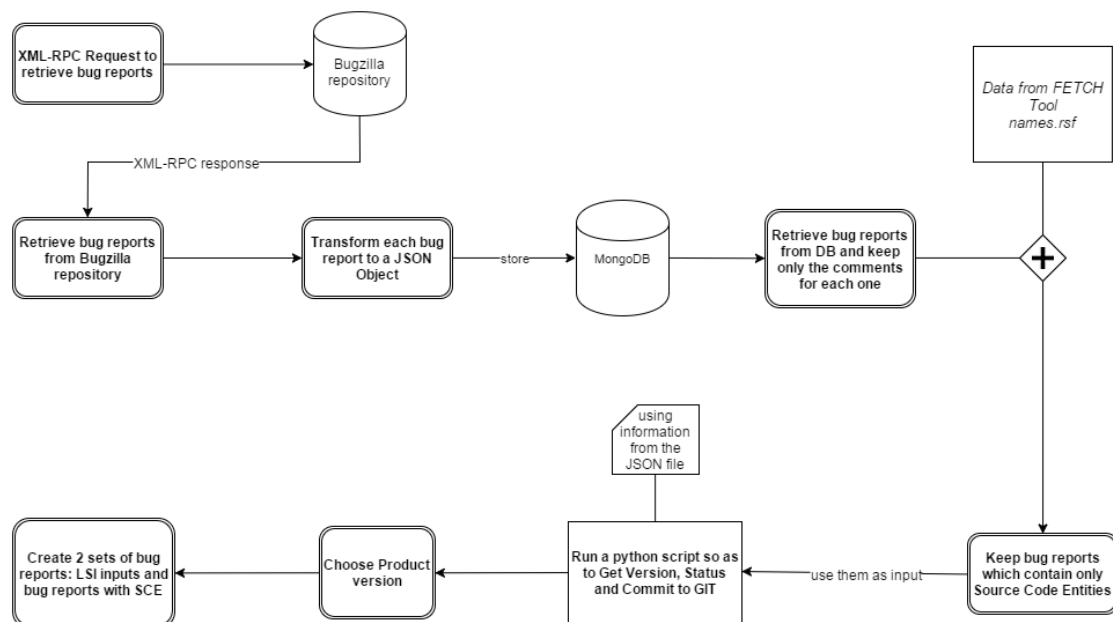 XML-RPC Request to
retrieve bug reports
Bugzilla
repository
Data from FETCH
Tool
names.rsf
XML-RPC response
Retrieve bug reports
from Bugzilla
repository
Transform each bug
report to a JSON
Object
store
MongoDB
Retrieve bug reports
from DB and keep
only the comments
for each one
using
information
from the
JSON file
Create 2 sets of bug
reports: LSI inputs and
bug reports with SCE
Choose Product
version
Run a python script so as
to Get Version, Status
and Commit to GIT
use them as input
Keep bug reports
which contain only
Source Code Entities